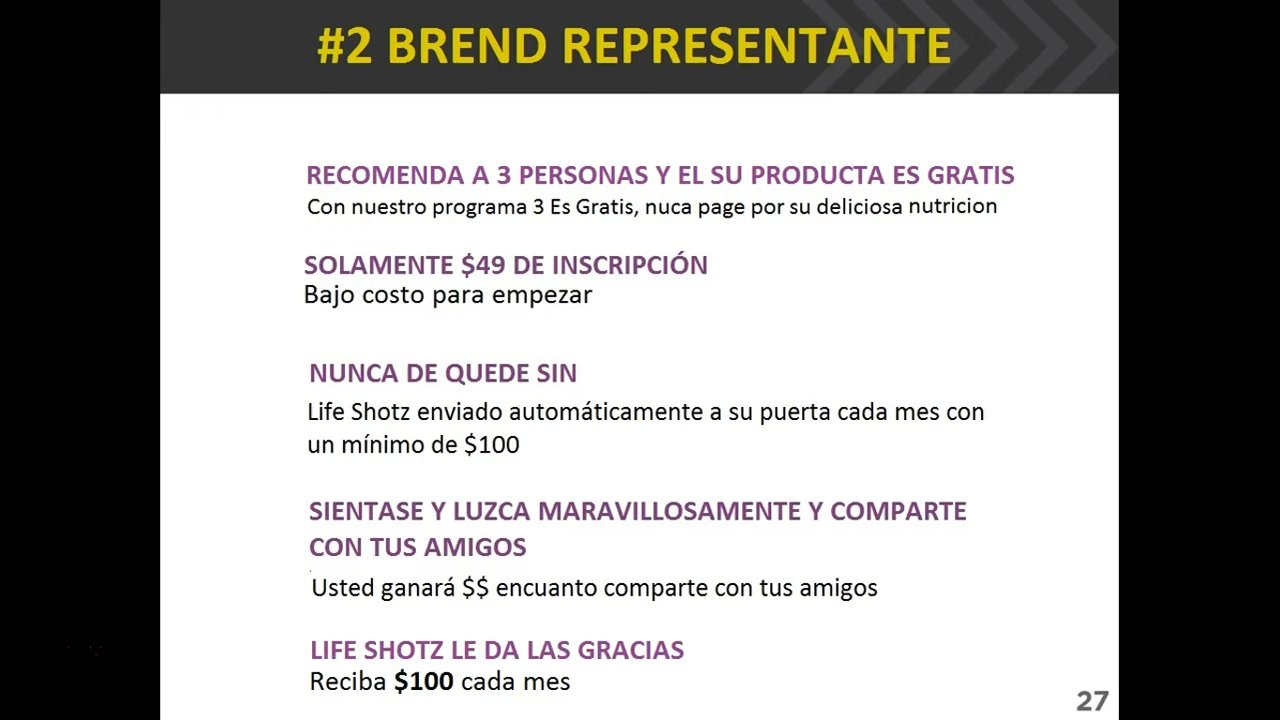 #2 BREND REPRESENTANTE
RECOMENDA A 3 PERSONAS Y EL SU PRODUCTA ES GRATIS
Con nuestro programa 3 Es Gratis, nuca page por su deliciosa nutricion
SOLAMENTE $49 DE INSCRIPCIÓN
Bajo costo para empezar
NUNCA DE QUEDE SIN
Life Shotz enviado automáticamente a su puerta cada mes con
un mínimo de $100
SIENTASE Y LUZCA MARAVILLOSAMENTE Y COMPARTE
CON TUS AMIGOS
Usted ganará $$ encuanto comparte con tus amigos
LIFE SHOTZ LE DA LAS GRACIAS
Reciba $100 cada mes
27